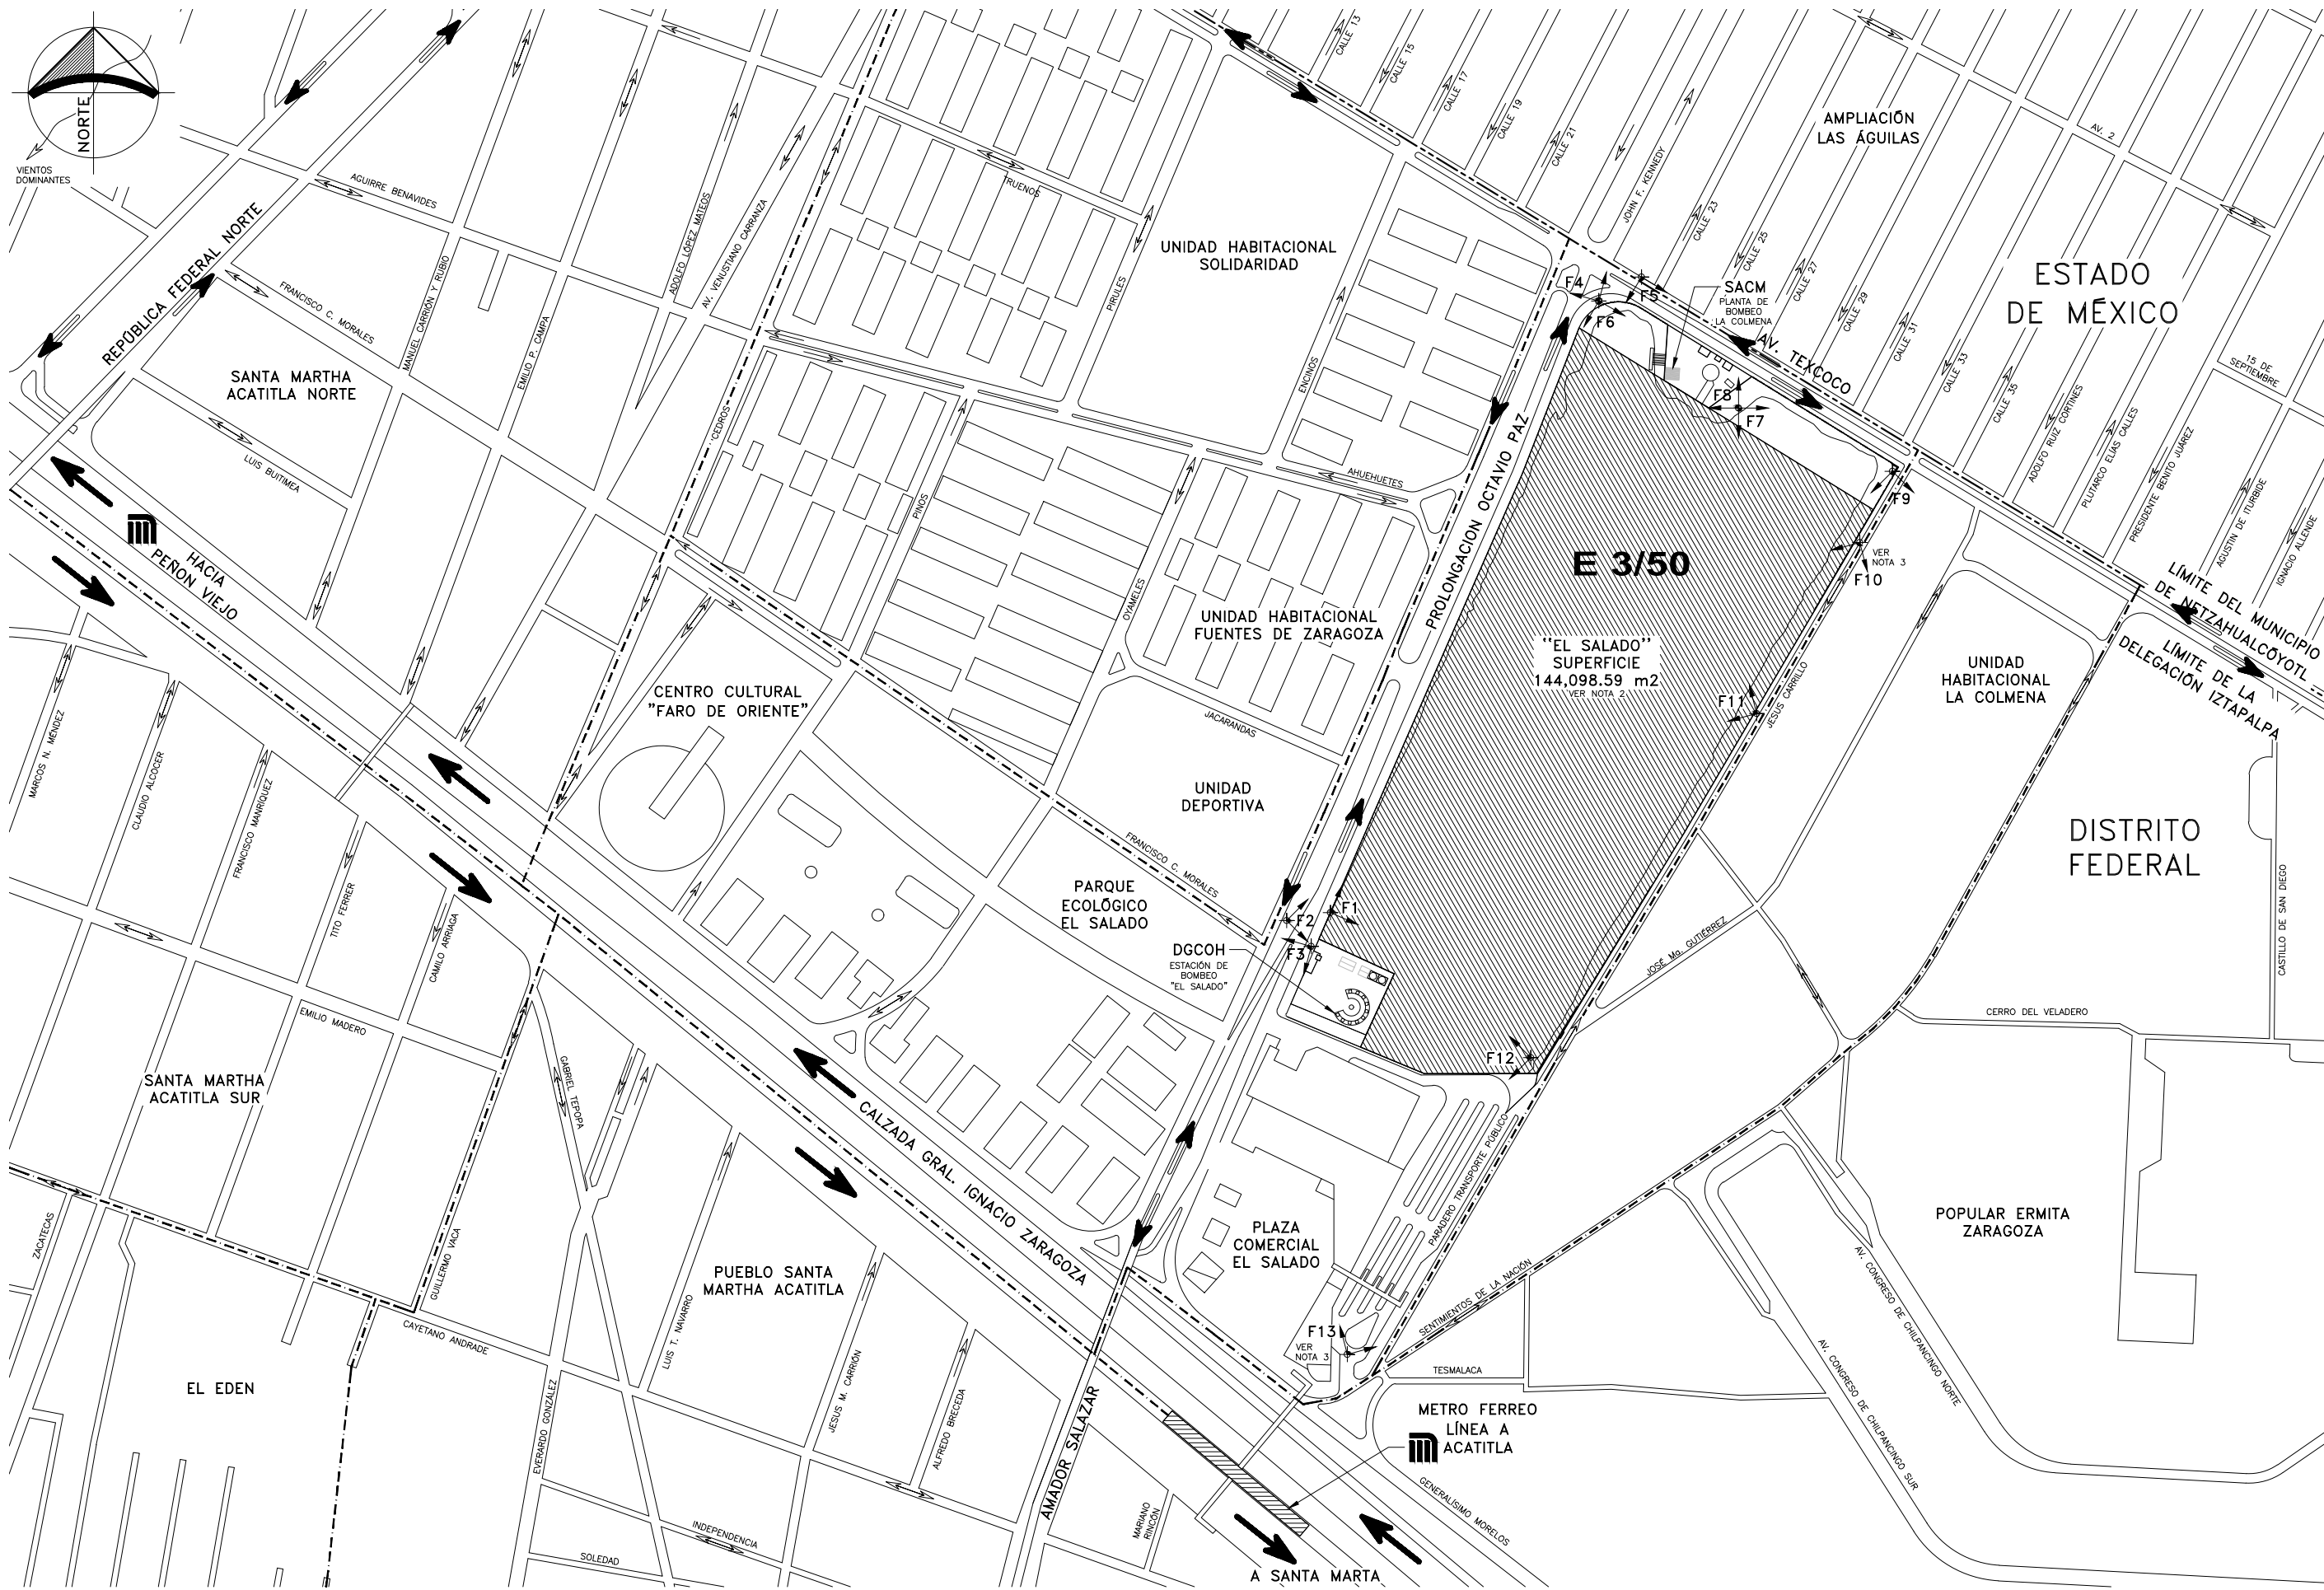 NORTE
VIENTOS
DOMINANTES
AGUIRRE BENAVIDES
REPÚBLICA FEDERAL NORTE
FRANCISCO C. MORALES
MANUEL CARRIÓN Y RUBIO
EMILIO P. CAMPA
ADOLFO LÓPEZ MATEOS
AV. VENUSTIANO CARRANZA
SANTA MARTHA
ACATITLA NORTE
LUIS BUITIMEA
TRUENOS
PIRULES
CEDROS
PINOS
ENCINOS
OYAMELES
UNIDAD HABITACIONAL
SOLIDARIDAD
AHUEHUETES
CALLE 13
CALLE 15
CALLE 17
CALLE 19
CALLE 21
JOHN F. KENNEDY
CALLE 23
CALLE 25
CALLE 27
CALLE 29
CALLE 31
CALLE 33
CALLE 35
AMPLIACIÓN
LAS ÁGUILAS
AV. 2
ESTADO
DE MÉXICO
15 DE
SEPTIEMBRE
ADOLFO RUIZ CORTINES
PLUTARCO ELIAS CALLES
PRESIDENTE BENITO JUÁREZ
AGUSTIN DE ITURBIDE
IGNACIO ALLENDE
F4
F5
F6
SACM
PLANTA DE
BOMBEO
LA COLMENA
AV. TEXCOCO
F8
F7
F9
VER
NOTA 3
F10
PROLONGACION OCTAVIO PAZ
E 3/50
''EL SALADO''
SUPERFICIE
144,098.59 m2
VER NOTA 2
F11
JESUS CARRILLO
UNIDAD
HABITACIONAL
LA COLMENA
LÍMITE DEL MUNICIPIO
DE NETZAHUALCÓYOTL
LÍMITE DE LA
DELEGACIÓN IZTAPALPA
HACIA
PEÑON VIEJO
UNIDAD HABITACIONAL
FUENTES DE ZARAGOZA
JACARANDAS
UNIDAD
DEPORTIVA
CENTRO CULTURAL
"FARO DE ORIENTE"
FRANCISCO C. MORALES
PARQUE
ECOLÓGICO
EL SALADO
F1
F2
F3
DGCOH
ESTACIÓN DE
BOMBEO
"EL SALADO"
F12
DISTRITO
FEDERAL
CASTILLO DE SAN DIEGO
JOSÉ Ma. GUTIÉRREZ
CERRO DEL VELADERO
MARCOS N. MÉNDEZ
CLAUDIO ALCOCER
FRANCISCO MANRIQUEZ
TITO FERRER
CAMILO ARRIAGA
EMILIO MADERO
SANTA MARTHA
ACATITLA SUR
GABRIEL TEPOPA
CALZADA GRAL. IGNACIO ZARAGOZA
ZACATECAS
GUILLERMO VACA
CAYETANO ANDRADE
EL EDEN
EVERARDO GONZÁLEZ
PUEBLO SANTA
MARTHA ACATITLA
LUIS T. NAVARRO
JESUS M. CARRIÓN
ALFREDO BRECEDA
AMADOR SALAZAR
MARIANO
RINCÓN
INDEPENDENCIA
SOLEDAD
PLAZA
COMERCIAL
EL SALADO
PARADERO TRANSPORTE PÚBLICO
F13
VER
NOTA 3
SENTIMIENTOS DE LA NACIÓN
TESMALACA
METRO FERREO
LÍNEA A
ACATITLA
GENERALÍSIMO MORELOS
A SANTA MARTA
POPULAR ERMITA
ZARAGOZA
AV. CONGRESO DE CHILPANCINGO NORTE
AV. CONGRESO DE CHILPANCINGO SUR